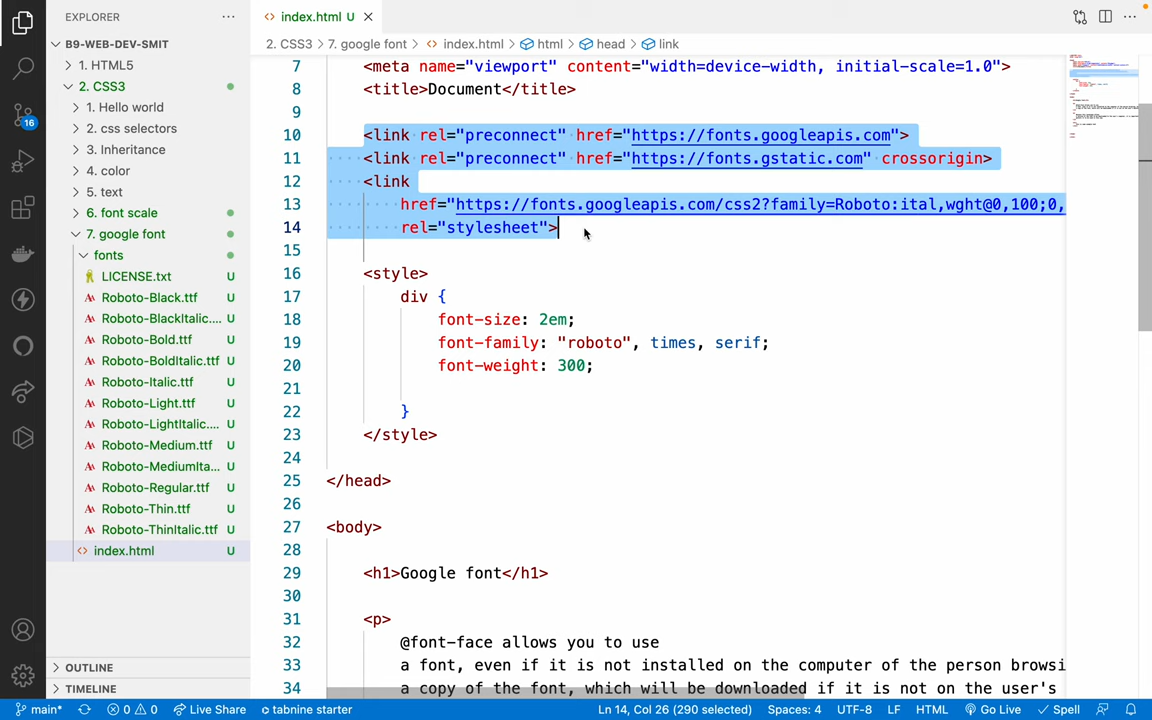 EXPLORER
index.html U
B9-WEB-DEV-SMIT
2. CSS3 > 7. google font > index.html > html > head > link
1. HTML5
2. CSS3
1. Hello world
2. css selectors
3. Inheritance
4. color
5. text
6. font scale
7. google font
fonts
LICENSE.txt U
Roboto-Black.ttf U
Roboto-BlackItalic.... U
Roboto-Bold.ttf U
Roboto-BoldItalic.ttf U
Roboto-Italic.ttf U
Roboto-Light.ttf U
Roboto-LightItalic.... U
Roboto-Medium.ttf U
Roboto-MediumIta... U
Roboto-Regular.ttf U
Roboto-Thin.ttf U
Roboto-ThinItalic.ttf U
index.html U
OUTLINE
TIMELINE
16
7 <meta name="viewport" content="width=device-width, initial-scale=1.0">
8 <title>Document</title>
9
10 <link rel="preconnect" href="https://fonts.googleapis.com">
11 <link rel="preconnect" href="https://fonts.gstatic.com" crossorigin>
12 <link
13 href="https://fonts.googleapis.com/css2?family=Roboto:ital,wght@0,100;0,
14 rel="stylesheet">
15
16 <style>
17 div {
18 font-size: 2em;
19 font-family: "roboto", times, serif;
20 font-weight: 300;
21
22 }
23 </style>
24
25 </head>
26
27 <body>
28
29 <h1>Google font</h1>
30
31 <p>
32 @font-face allows you to use
33 a font, even if it is not installed on the computer of the person browsi
34 a copy of the font, which will be downloaded if it is not on the user's
main* 0 0 Live Share tabnine starter Ln 14, Col 26 (290 selected) Spaces: 4 UTF-8 LF HTML Go Live Spell